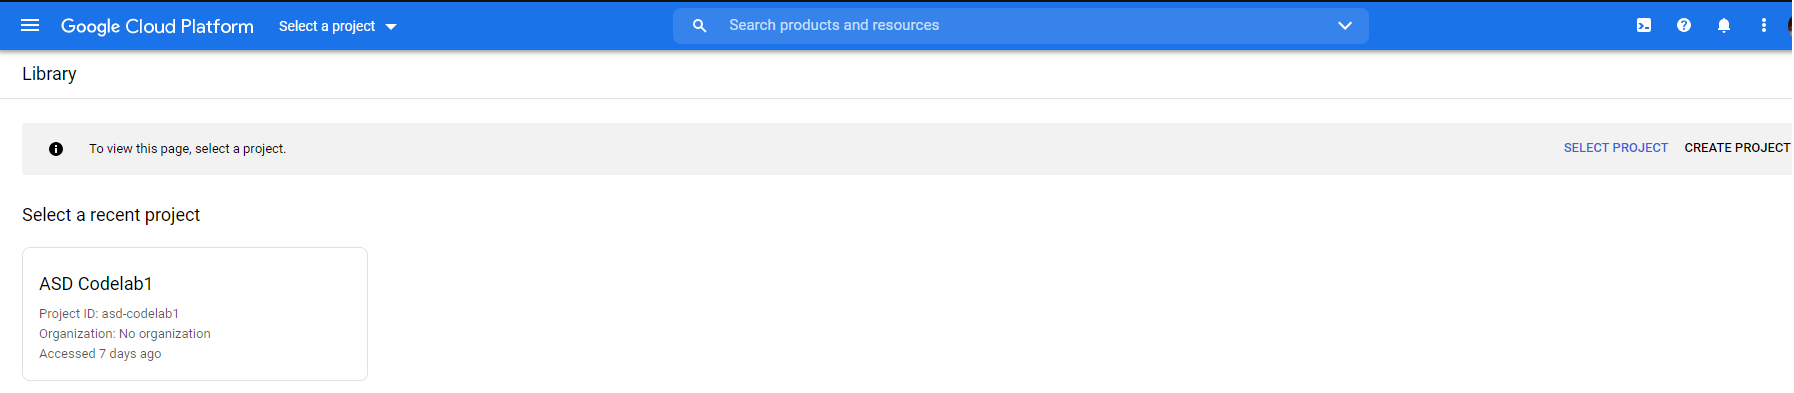 Google Cloud Platform Select a project Search products and resources
Library
To view this page, select a project. SELECT PROJECT CREATE PROJECT
Select a recent project
ASD Codelab1
Project ID: asd-codelab1
Organization: No organization
Accessed 7 days ago